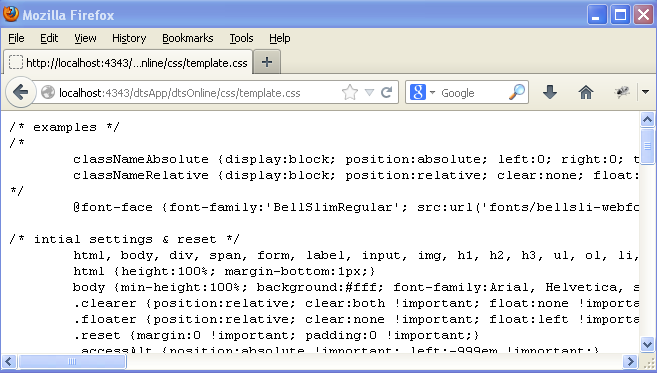 Mozilla Firefox
File Edit View History Bookmarks Tools Help
http://localhost:4343/...nline/css/template.css
localhost:4343/dtsApp/dtsOnline/css/template.css
Google
/* examples */
/*
classNameAbsolute {display:block; position:absolute; left:0; right:0; t
classNameRelative {display:block; position:relative; clear:none; float:
*/
@font-face {font-family:'BellSlimRegular'; src:url('fonts/bellsli-webfo
/* intial settings & reset */
html, body, div, span, form, label, input, img, h1, h2, h3, ul, ol, li,
html {height:100%; margin-bottom:1px;}
body {min-height:100%; background:#fff; font-family:Arial, Helvetica, s
.clearer {position:relative; clear:both !important; float:none !importa
.floater {position:relative; clear:none !important; float:left !importa
.reset {margin:0 !important; padding:0 !important;}
.accessAlt {position:absolute !important; left:-999em !important;}